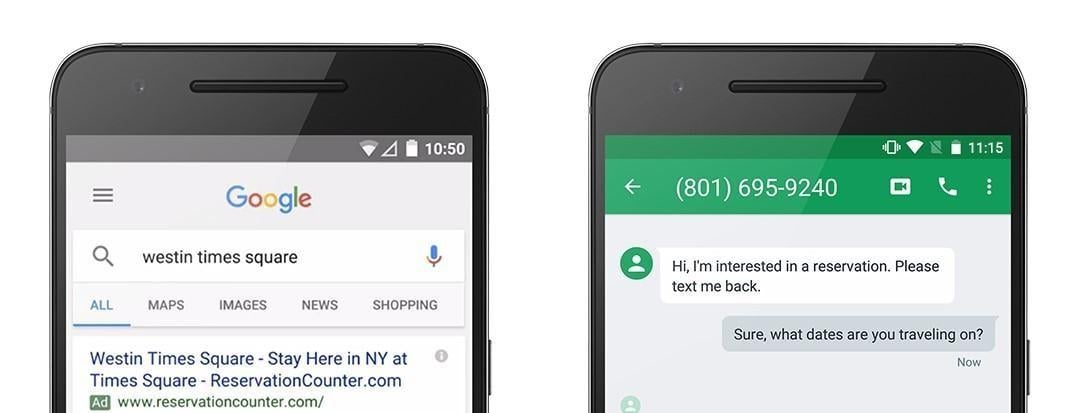 10:50
Google
westin times square
ALL MAPS IMAGES NEWS SHOPPING
Westin Times Square - Stay Here in NY at
Times Square - ReservationCounter.com
Ad www.reservationcounter.com/
11:15
(801) 695-9240
Hi, I'm interested in a reservation. Please
text me back.
Sure, what dates are you traveling on?
Now